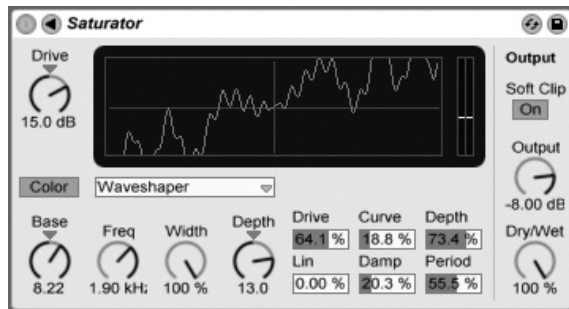 Saturator
Drive
15.0 dB
Output
Soft Clip
On
Output
-8.00 dB
Color
Waveshaper
Base
8.22
Freq
1.90 kHz
Width
100 %
Depth
13.0
Drive
64.1 %
Curve
18.8 %
Depth
73.4 %
Lin
0.00 %
Damp
20.3 %
Period
55.5 %
Dry/Wet
100 %